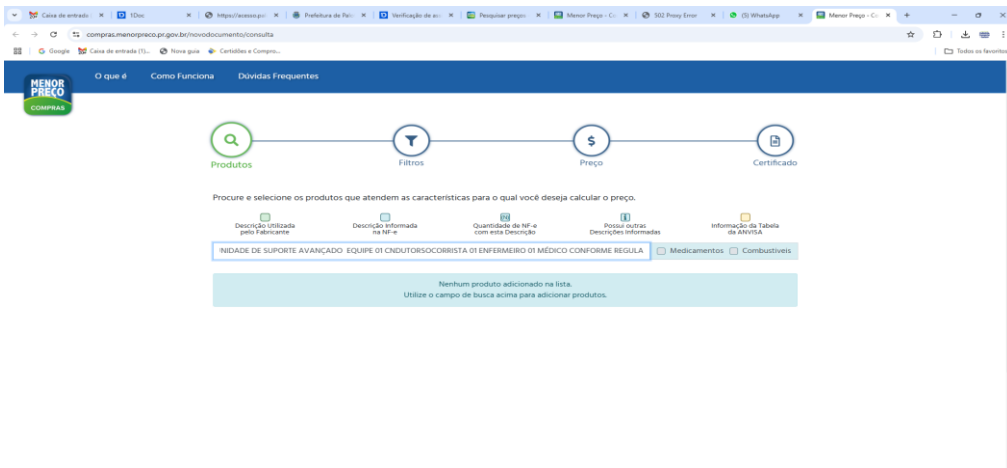 Caixa de entrada 1Doc https://acesso.pr Verificação de au Pesquisar preços Menor Preço - Co 502 Proxy Error (5) WhatsApp Menor Preço - Co
compras.menorpreco.pr.gov.br/novodocumento/consulta
Google Caixa de entrada (1)... Nova guia Certidões e Compro... Todos os favoritos
MENOR PREÇO COMPRAS O que é Como Funciona Dúvidas Frequentes
Produtos Filtros Preço Certificado
Procure e selecione os produtos que atendem as características para o qual você deseja calcular o preço.
Descrição Utilizada pelo Fabricante
Descrição Informada na NF-e
(N)
Quantidade de NF-e com esta Descrição
Possui outras Descrições Informadas
Informação da Tabela da ANVISA
NIDADE DE SUPORTE AVANÇADO EQUIPE 01 CNDUTORSOCORRISTA 01 ENFERMEIRO 01 MÉDICO CONFORME REGULA Medicamentos Combustiveis
Nenhum produto adicionado na lista.
Utilize o campo de busca acima para adicionar produtos.